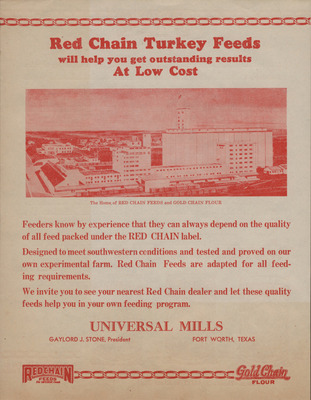 Red Chain Turkey Feeds
will help you get outstanding results
At Low Cost
The Home of RED CHAIN FEEDS and GOLD CHAIN FLOUR
Feeders know by experience that they can always depend on the quality
of all feed packed under the RED CHAIN label.
Designed to meet southwestern conditions and tested and proved on our
own experimental farm. Red Chain Feeds are adapted for all feed-
ing requirements.
We invite you to see your nearest Red Chain dealer and let these quality
feeds help you in your own feeding program.
UNIVERSAL MILLS
GAYLORD J. STONE, President FORT WORTH, TEXAS
RED CHAIN
FEEDS
Gold Chain
FLOUR